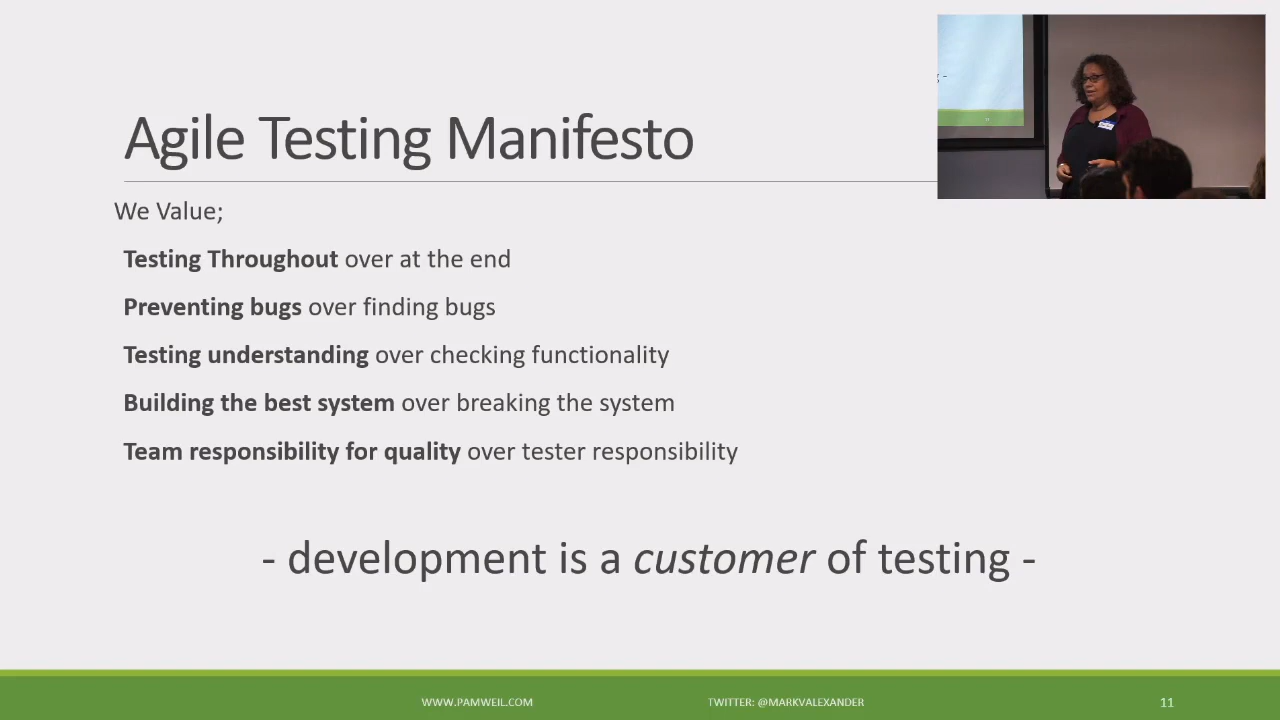 Agile Testing Manifesto
We Value;
Testing Throughout over at the end
Preventing bugs over finding bugs
Testing understanding over checking functionality
Building the best system over breaking the system
Team responsibility for quality over tester responsibility
- development is a customer of testing -
WWW.PAMWEIL.COM
TWITTER: @MARKVALEXANDER
11